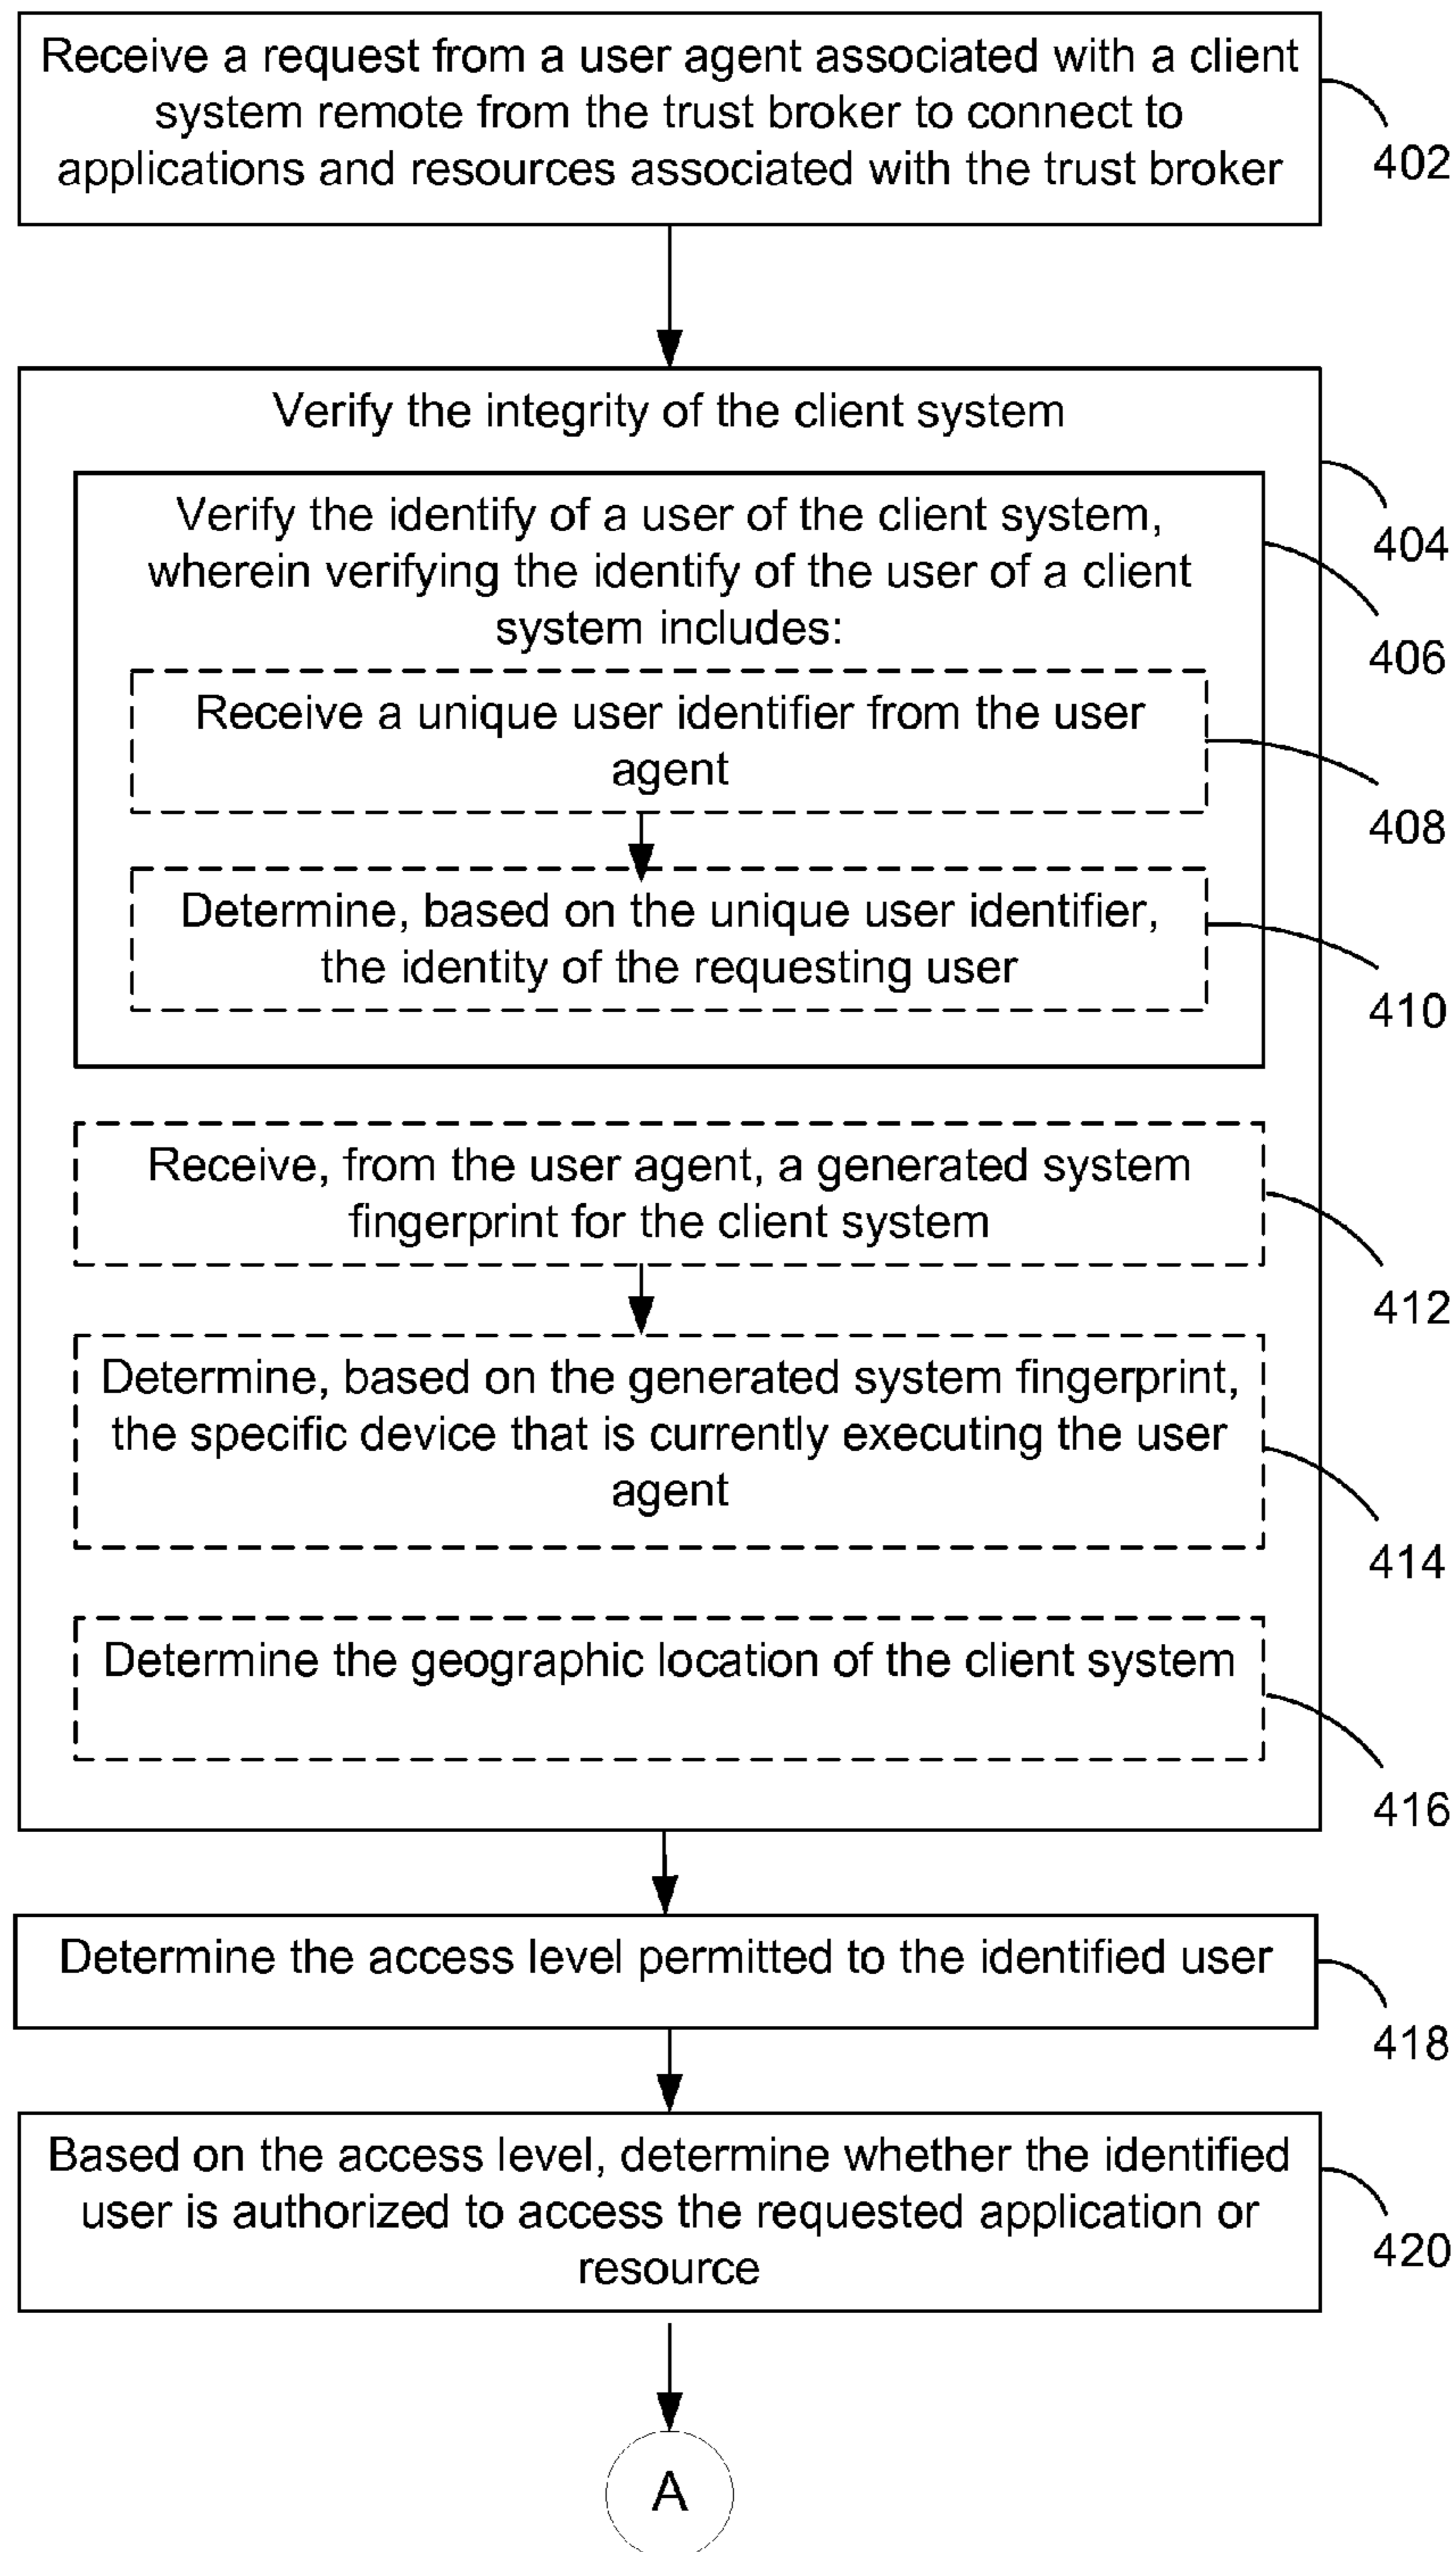 Receive a request from a user agent associated with a client
system remote from the trust broker to connect to
applications and resources associated with the trust broker
402
Verify the integrity of the client system
404
Verify the identify of a user of the client system,
wherein verifying the identify of the user of a client
system includes:
406
Receive a unique user identifier from the user
agent
408
Determine, based on the unique user identifier,
the identity of the requesting user
410
Receive, from the user agent, a generated system
fingerprint for the client system
412
Determine, based on the generated system fingerprint,
the specific device that is currently executing the user
agent
414
Determine the geographic location of the client system
416
Determine the access level permitted to the identified user
418
Based on the access level, determine whether the identified
user is authorized to access the requested application or
resource
420
A